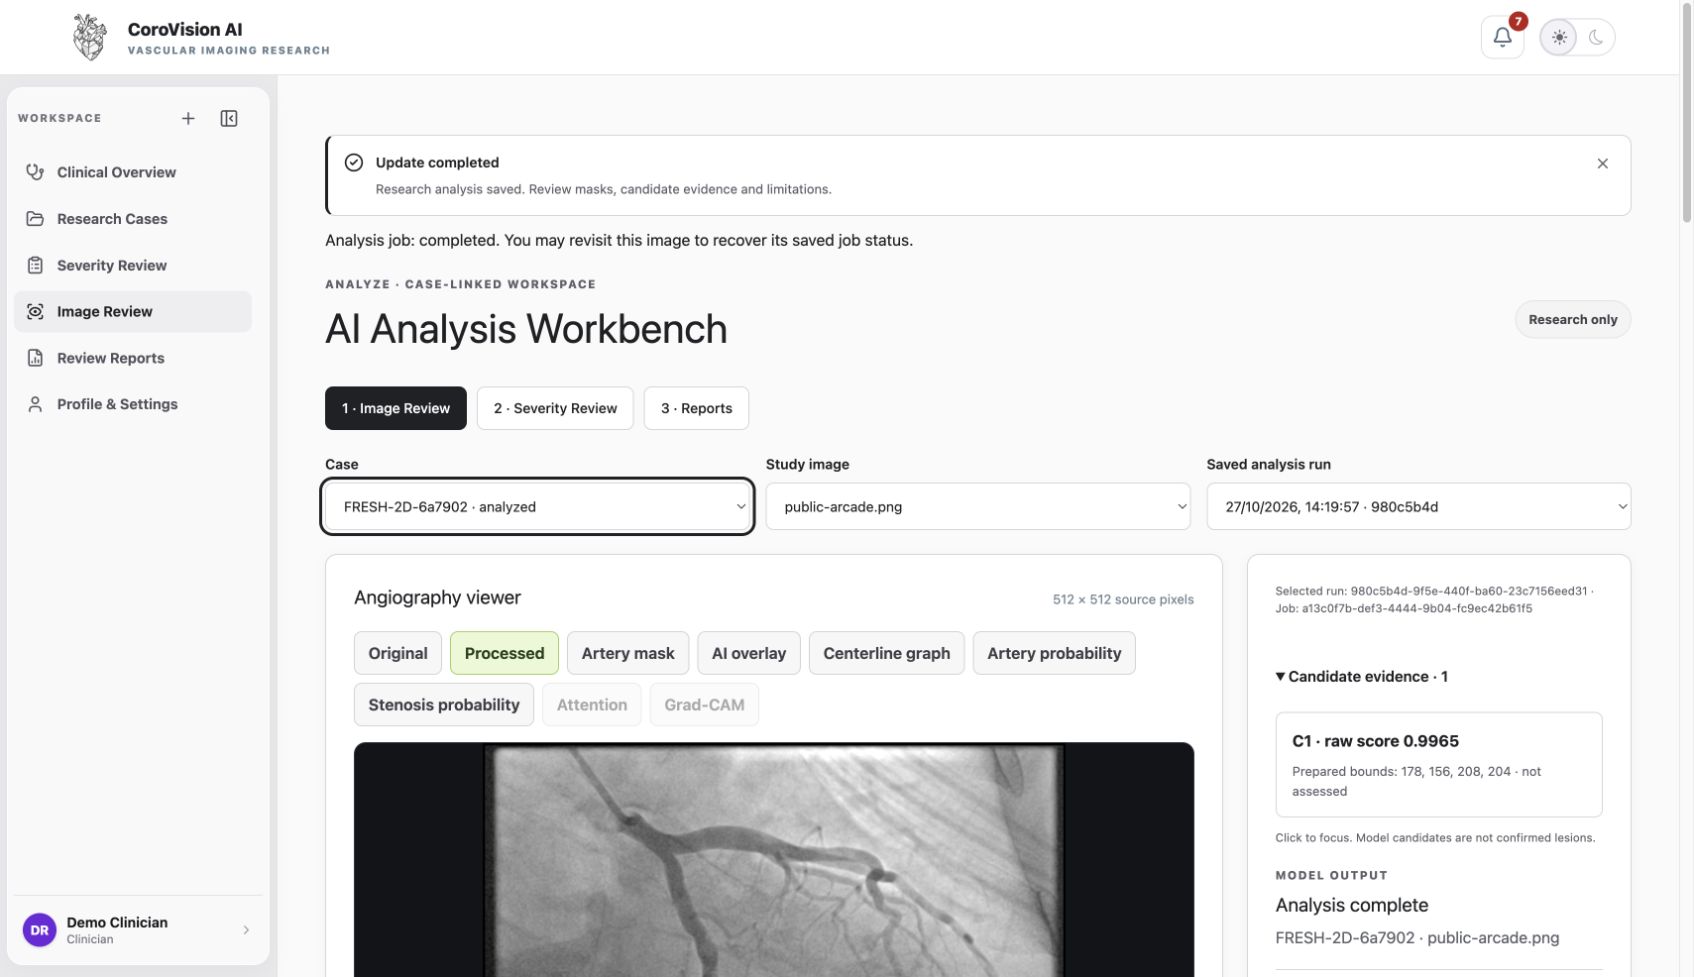 CoroVision AI
VASCULAR IMAGING RESEARCH
7
WORKSPACE
Clinical Overview
Research Cases
Severity Review
Image Review
Review Reports
Profile & Settings
DR
Demo Clinician
Clinician
Update completed
Research analysis saved. Review masks, candidate evidence and limitations.
Analysis job: completed. You may revisit this image to recover its saved job status.
ANALYZE · CASE-LINKED WORKSPACE
AI Analysis Workbench
Research only
1 · Image Review
2 · Severity Review
3 · Reports
Case
FRESH-2D-6a7902 · analyzed
Study image
public-arcade.png
Saved analysis run
27/10/2026, 14:19:57 · 980c5b4d
Angiography viewer
512 × 512 source pixels
Original
Processed
Artery mask
AI overlay
Centerline graph
Artery probability
Stenosis probability
Attention
Grad-CAM
Selected run: 980c5b4d-9f5e-440f-ba60-23c7156eed31 ·
Job: a13c0f7b-def3-4444-9b04-fc9ec42b61f5
Candidate evidence · 1
C1 · raw score 0.9965
Prepared bounds: 178, 156, 208, 204 · not
assessed
Click to focus. Model candidates are not confirmed lesions.
MODEL OUTPUT
Analysis complete
FRESH-2D-6a7902 · public-arcade.png